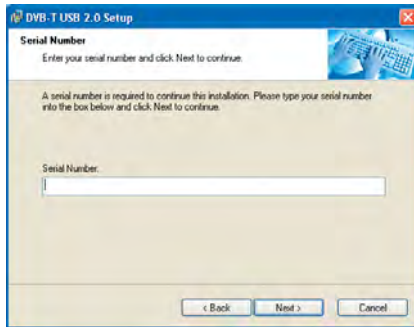 DVB-T USB 2.0 Setup
Serial Number
Enter your serial number and click Next to continue.
A serial number is required to continue this installation. Please type your serial number
into the box below and click Next to continue.
Serial Number:
< Back Next > Cancel